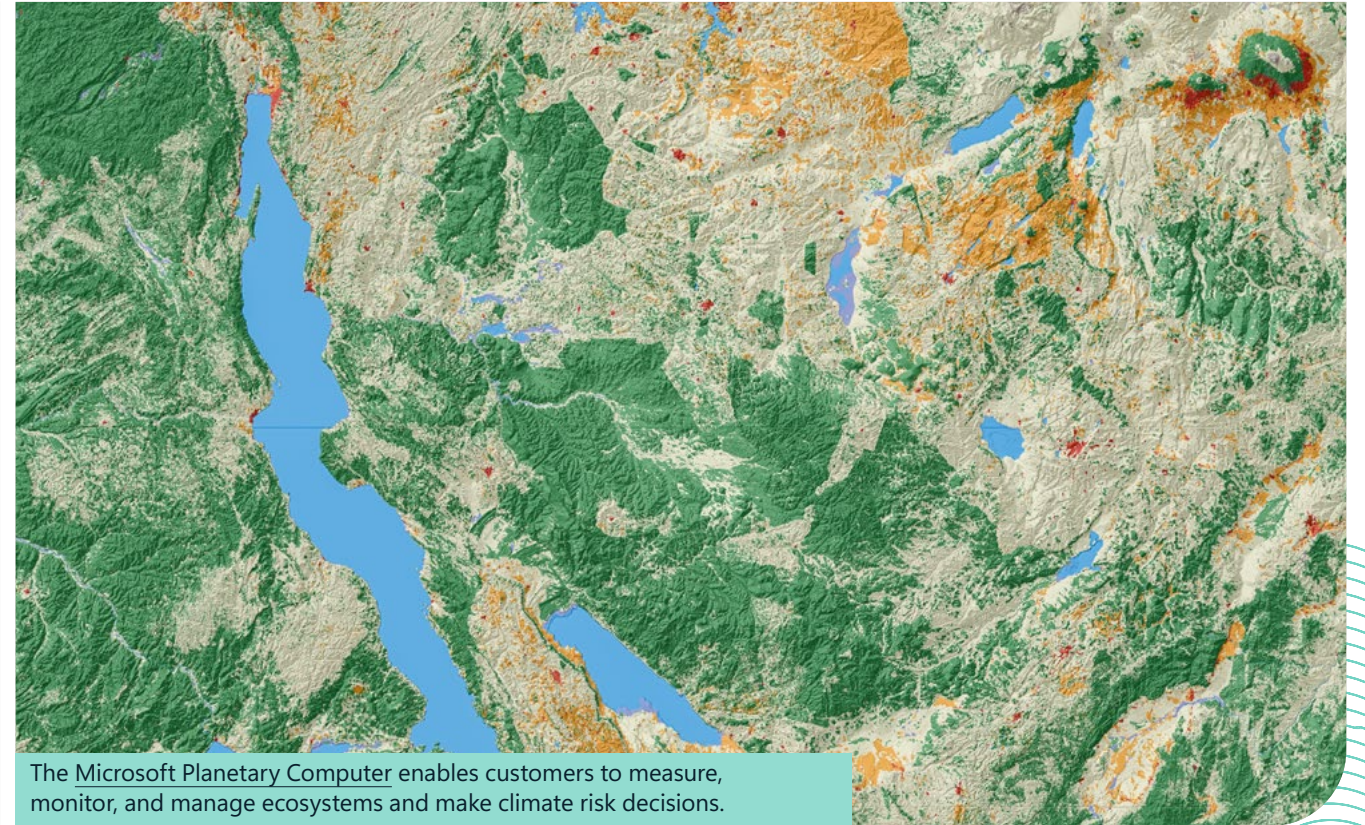 The Microsoft Planetary Computer enables customers to measure,
monitor, and manage ecosystems and make climate risk decisions.